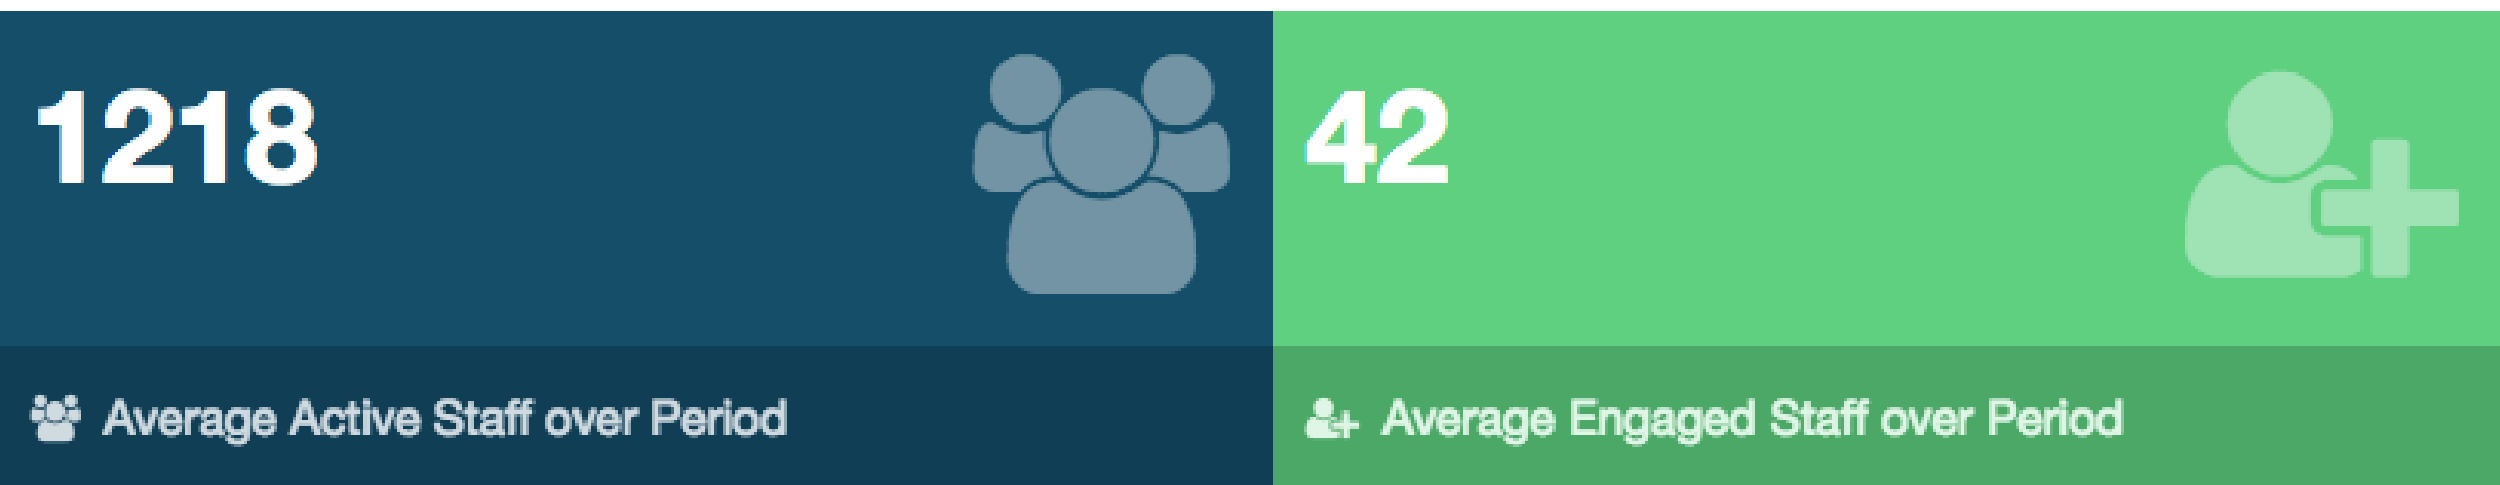 1218
Average Active Staff over Period
42
Average Engaged Staff over Period